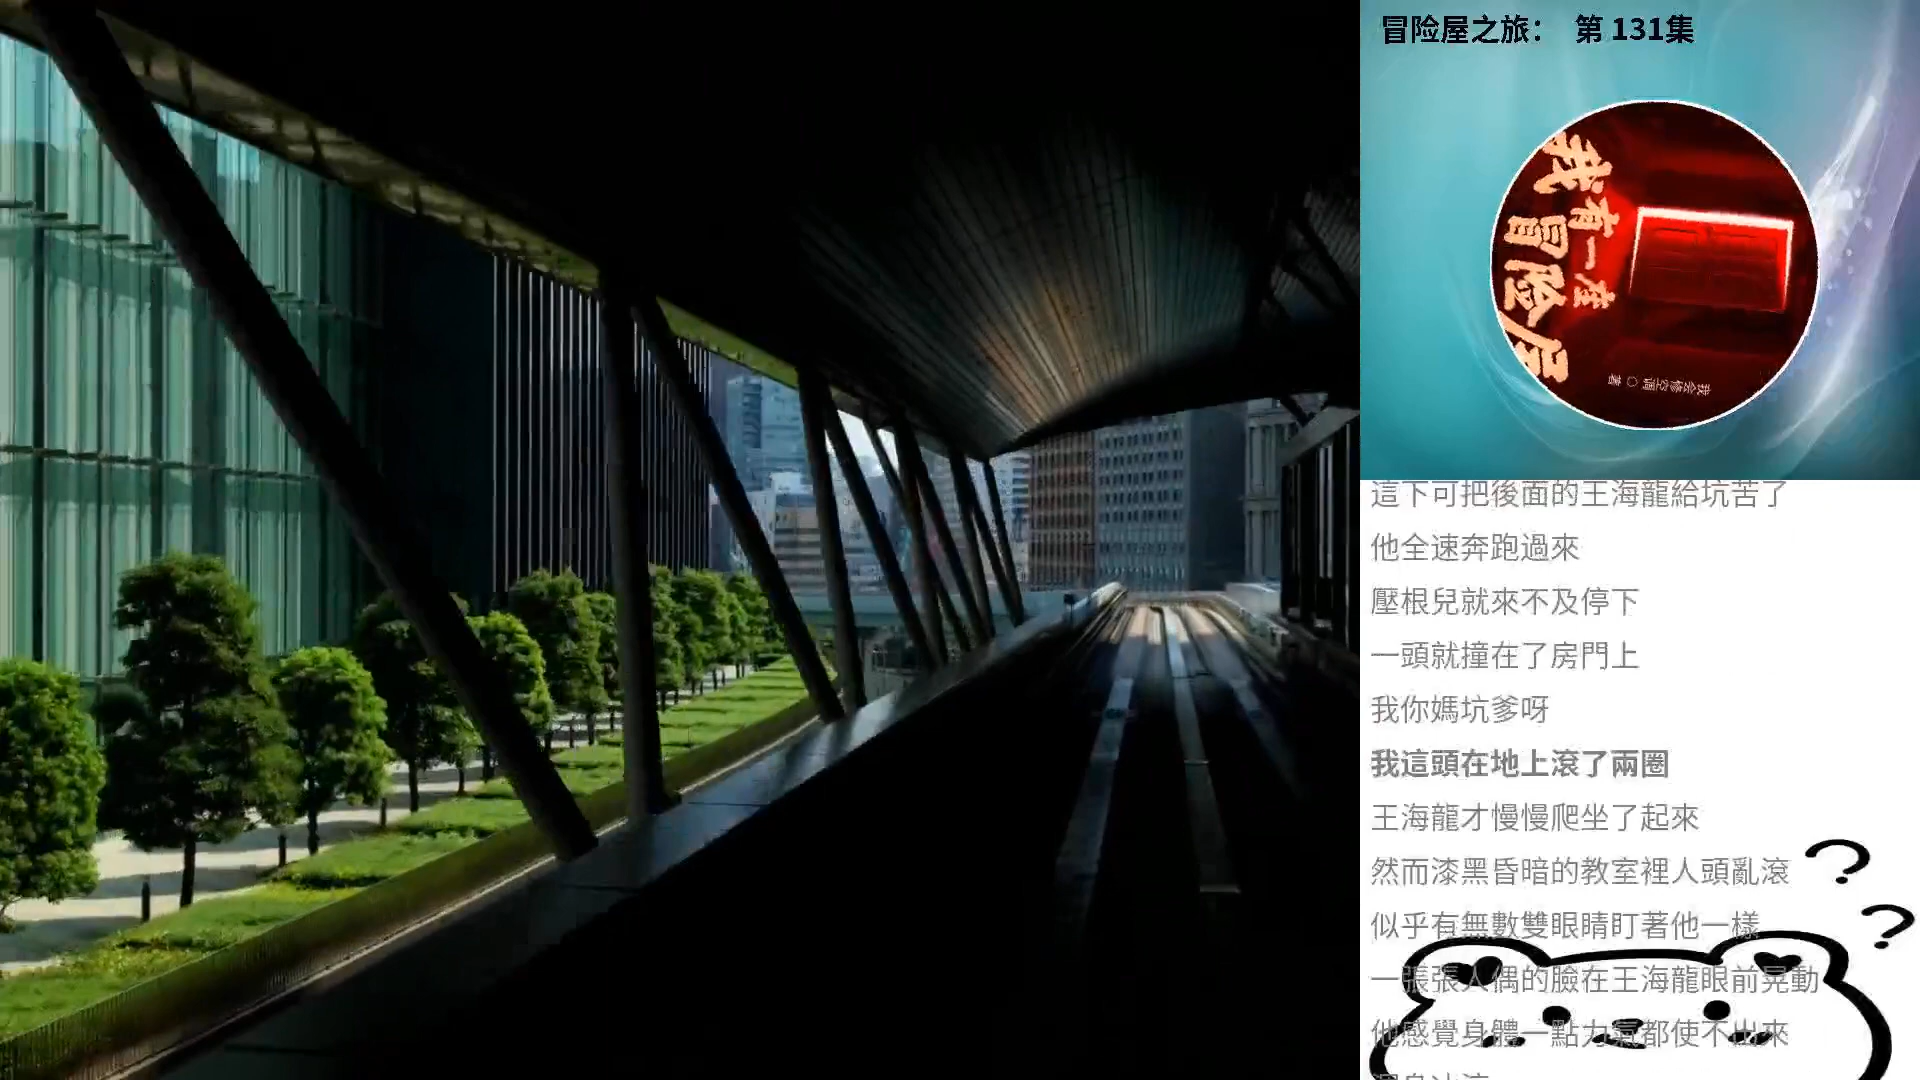 冒险屋之旅： 第 131集
我有一座
冒险屋
我会修空调 〇 著
這下可把後面的王海龍給坑苦了
他全速奔跑過來
壓根兒就來不及停下
一頭就撞在了房門上
我你媽坑爹呀
我這頭在地上滾了兩圈
王海龍才慢慢爬坐了起來
然而漆黑昏暗的教室裡人頭亂滾
似乎有無數雙眼睛盯著他一樣
一張張人偶的臉在王海龍眼前晃動
他感覺身體一點力氣都使不出來
? ?